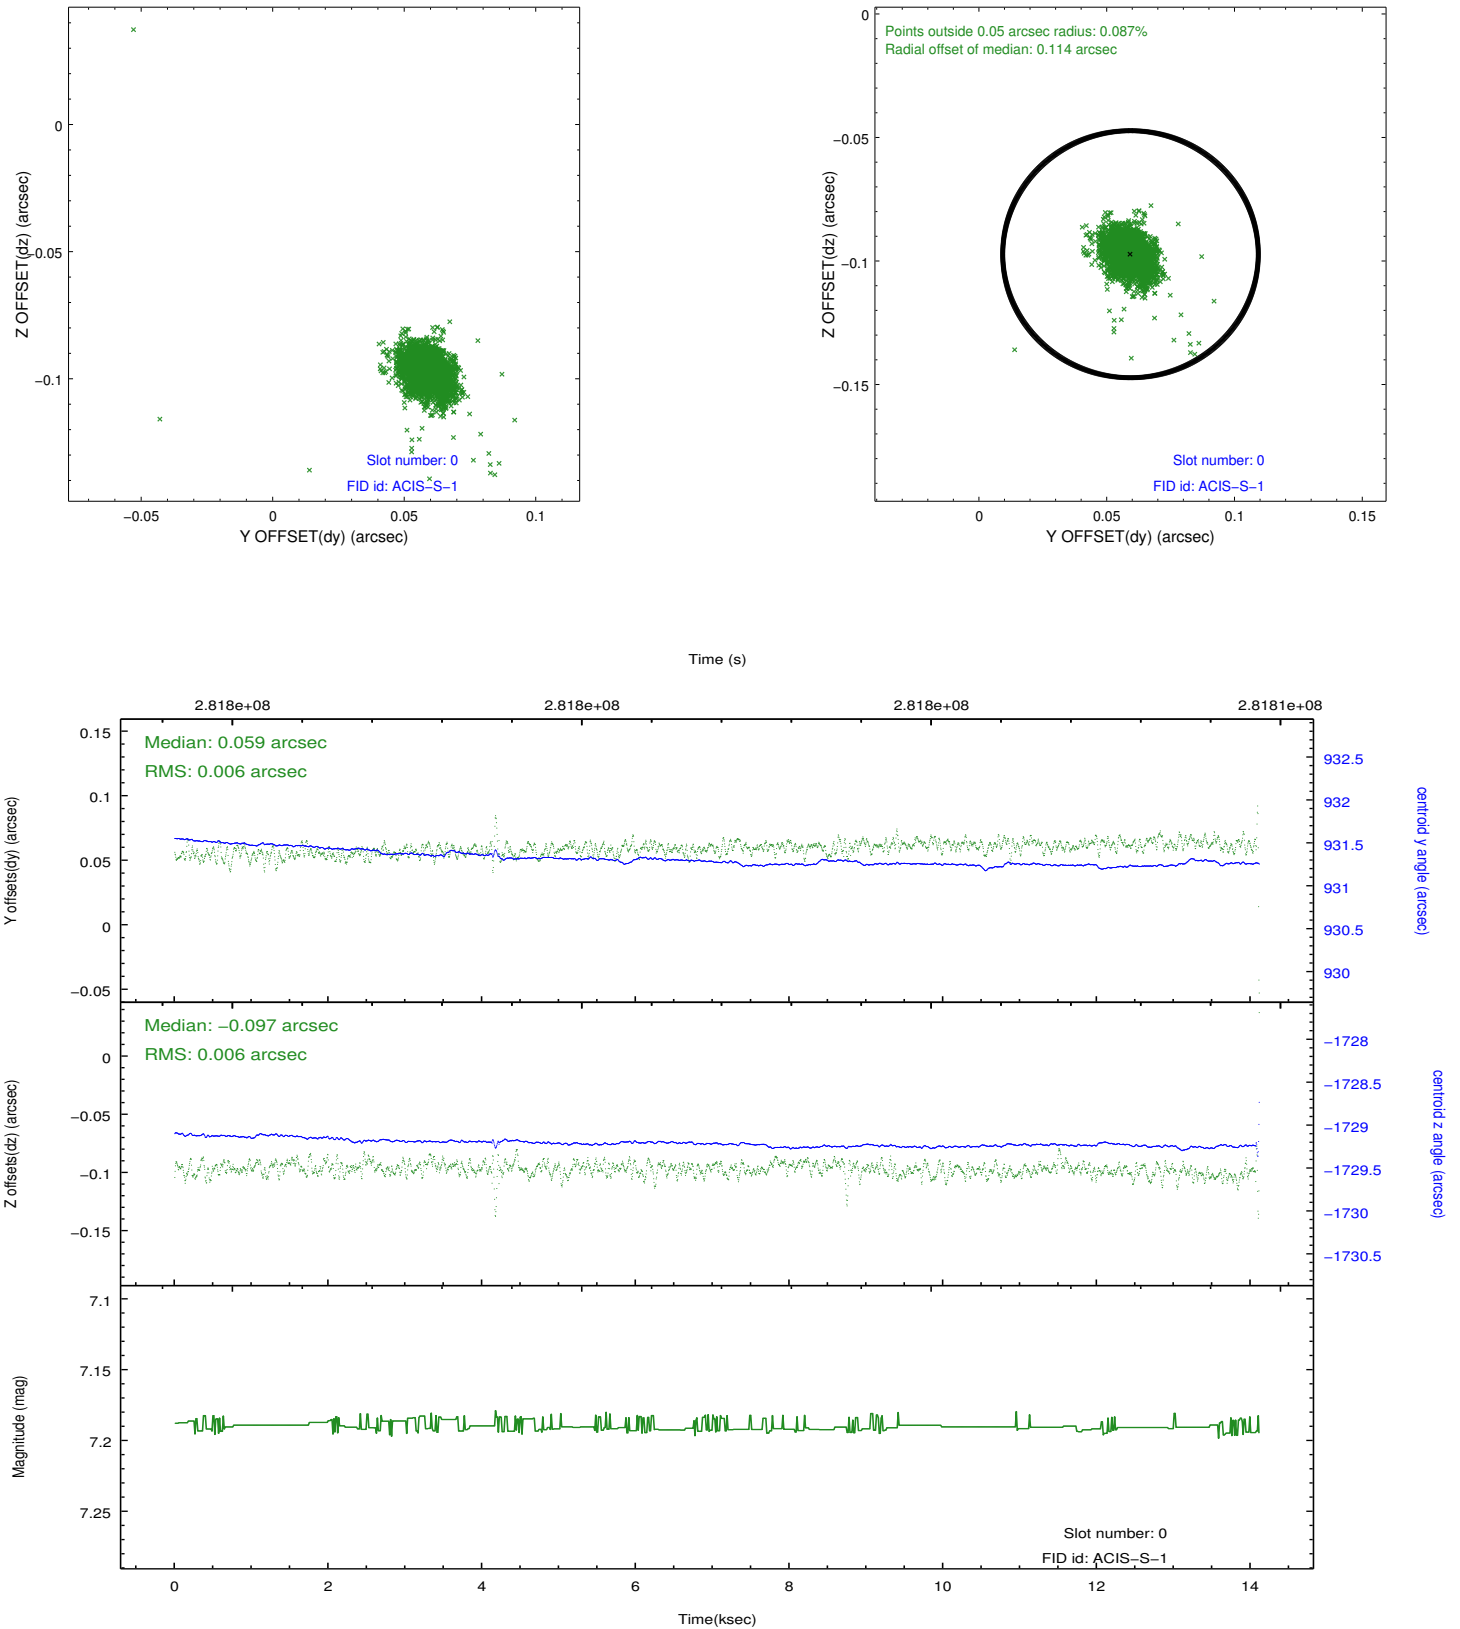 0
−0.05
−0.1
Z OFFSET(dz) (arcsec)
−0.05
0
0.05
0.1
Y OFFSET(dy) (arcsec)
Slot number: 0
FID id: ACIS−S−1
Points outside 0.05 arcsec radius: 0.087%
Radial offset of median: 0.114 arcsec
0
−0.05
−0.1
−0.15
Z OFFSET(dz) (arcsec)
0
0.05
0.1
0.15
Y OFFSET(dy) (arcsec)
Slot number: 0
FID id: ACIS−S−1
Time (s)
2.818e+08
2.818e+08
2.818e+08
2.8181e+08
Median: 0.059 arcsec
RMS: 0.006 arcsec
0.15
0.1
0.05
0
−0.05
Y offsets(dy) (arcsec)
932.5
932
931.5
931
930.5
930
centroid y angle (arcsec)
Median: −0.097 arcsec
RMS: 0.006 arcsec
0
−0.05
−0.1
−0.15
Z offsets(dz) (arcsec)
−1728
−1728.5
−1729
−1729.5
−1730
−1730.5
centroid z angle (arcsec)
7.1
7.15
7.2
7.25
Magnitude (mag)
Slot number: 0
FID id: ACIS−S−1
0
2
4
6
8
10
12
14
Time(ksec)